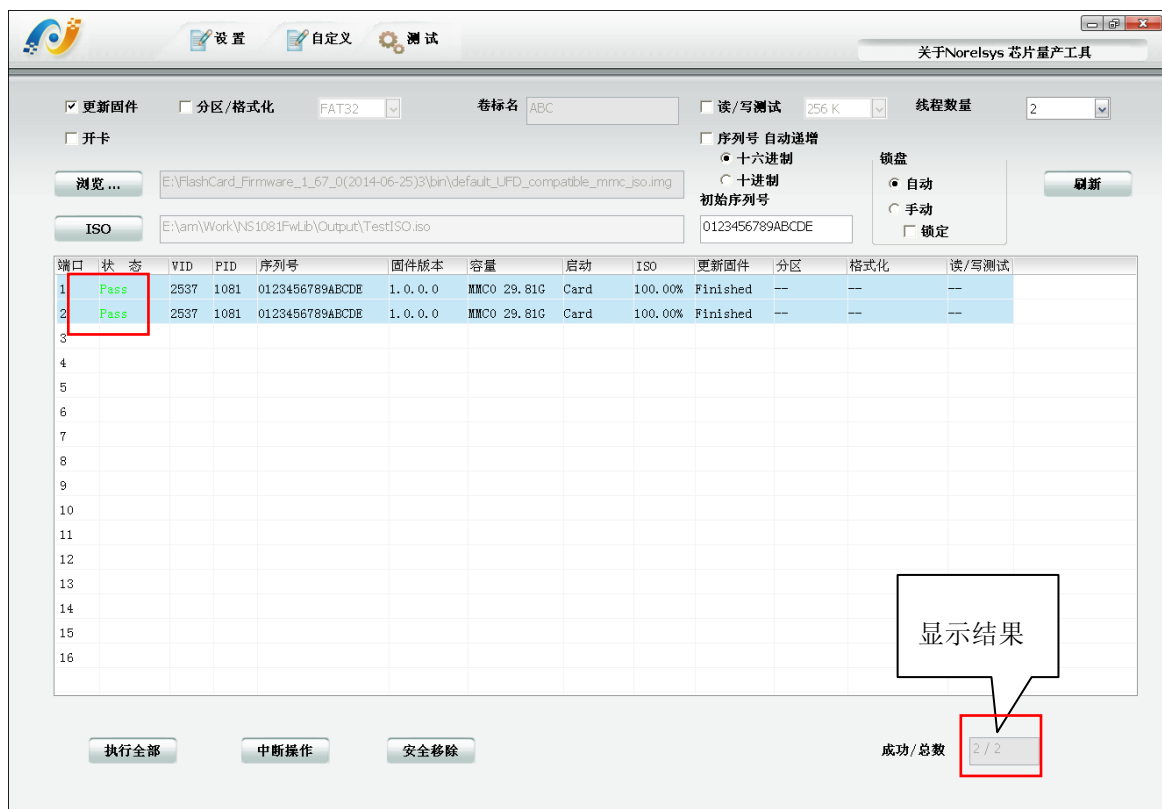 设 置 自定义 测 试
关于Norelsys 芯片量产工具
更新固件 分区/格式化 FAT32 卷标名 ABC 读/写测试 256 K 线程数量 2
开卡 序列号 自动递增
十六进制 锁盘
浏览 ... E:\FlashCard_Firmware_1_67_0(2014-06-25)3\bin\default_UFD_compatible_mmc_iso.img 十进制 自动 刷新
初始序列号 手动
ISO E:\am\Work\NS1081FwLib\Output\TestISO.iso 0123456789ABCDE 锁定
端口 状 态 VID PID 序列号 固件版本 容量 启动 ISO 更新固件 分区 格式化 读/写测试
1 Pass 2537 1081 0123456789ABCDE 1.0.0.0 MMC0 29.81G Card 100.00% Finished -- -- --
2 Pass 2537 1081 0123456789ABCDE 1.0.0.0 MMC0 29.81G Card 100.00% Finished -- -- --
3
4
5
6
7
8
9
10
11
12
13
14
15
16
显示结果
执行全部 中断操作 安全移除 成功/总数 2 / 2